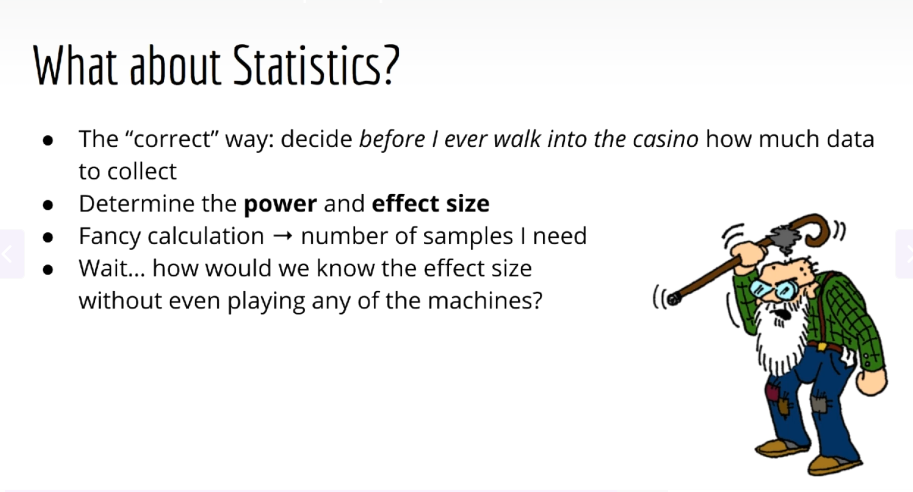 What about Statistics?
● The “correct” way: decide before I ever walk into the casino how much data
to collect
● Determine the power and effect size
● Fancy calculation → number of samples I need
● Wait... how would we know the effect size
without even playing any of the machines?